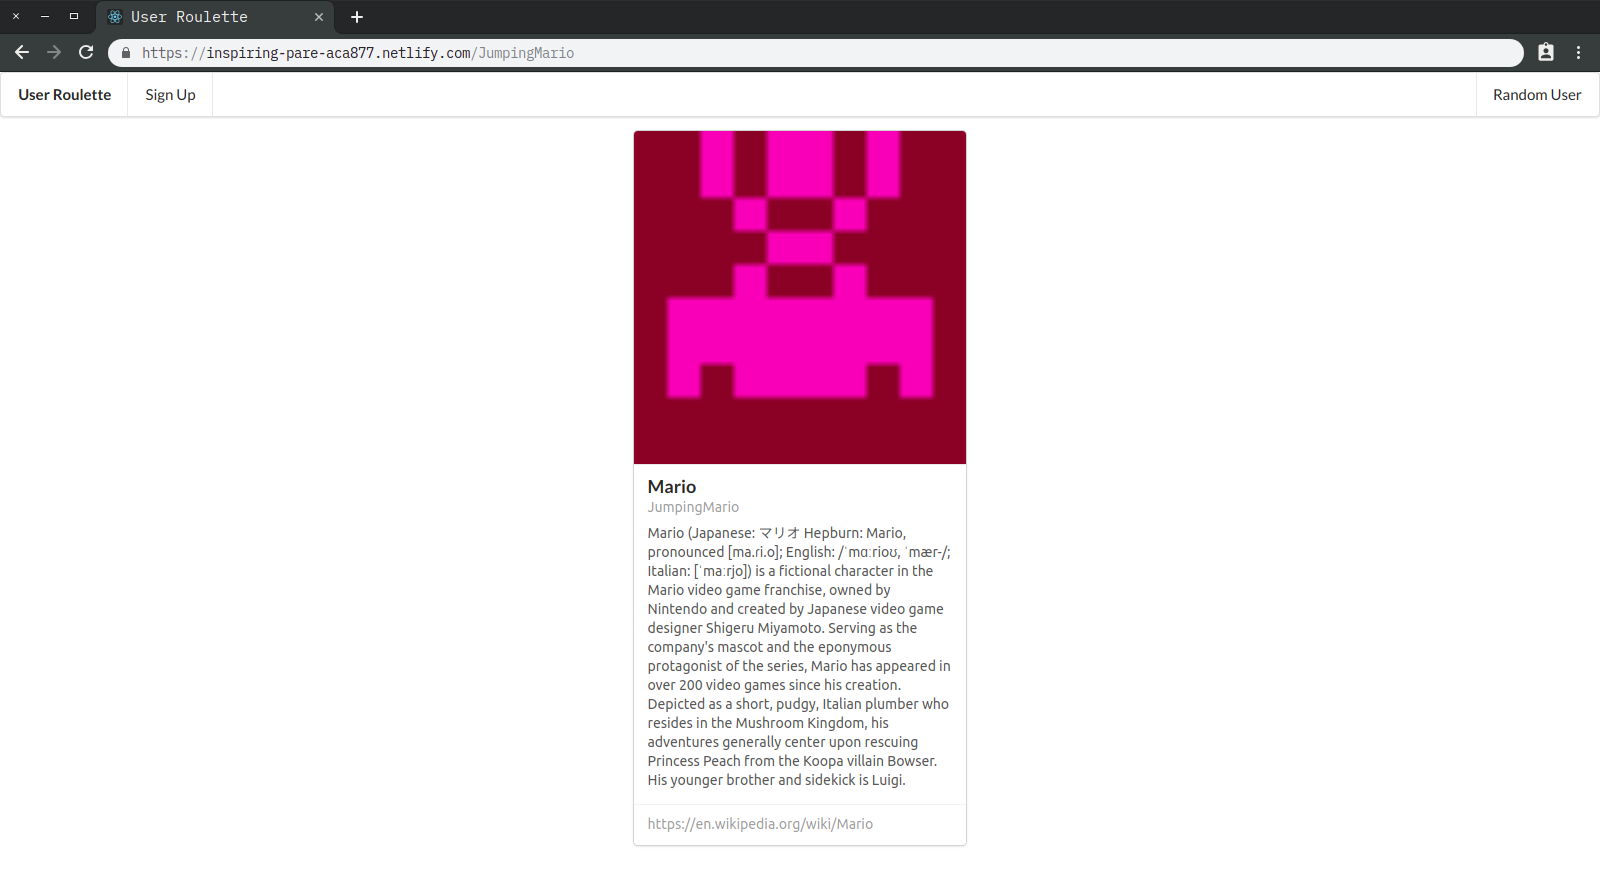 User Roulette
https://inspiring-pare-aca877.netlify.com/JumpingMario
User Roulette Sign Up Random User
Mario
JumpingMario
Mario (Japanese: マリオ Hepburn: Mario,
pronounced [ma.ɾi.o]; English: /ˈmɑːrioʊ, ˈmær-/;
Italian: [ˈmaːrjo]) is a fictional character in the
Mario video game franchise, owned by
Nintendo and created by Japanese video game
designer Shigeru Miyamoto. Serving as the
company's mascot and the eponymous
protagonist of the series, Mario has appeared in
over 200 video games since his creation.
Depicted as a short, pudgy, Italian plumber who
resides in the Mushroom Kingdom, his
adventures generally center upon rescuing
Princess Peach from the Koopa villain Bowser.
His younger brother and sidekick is Luigi.
https://en.wikipedia.org/wiki/Mario